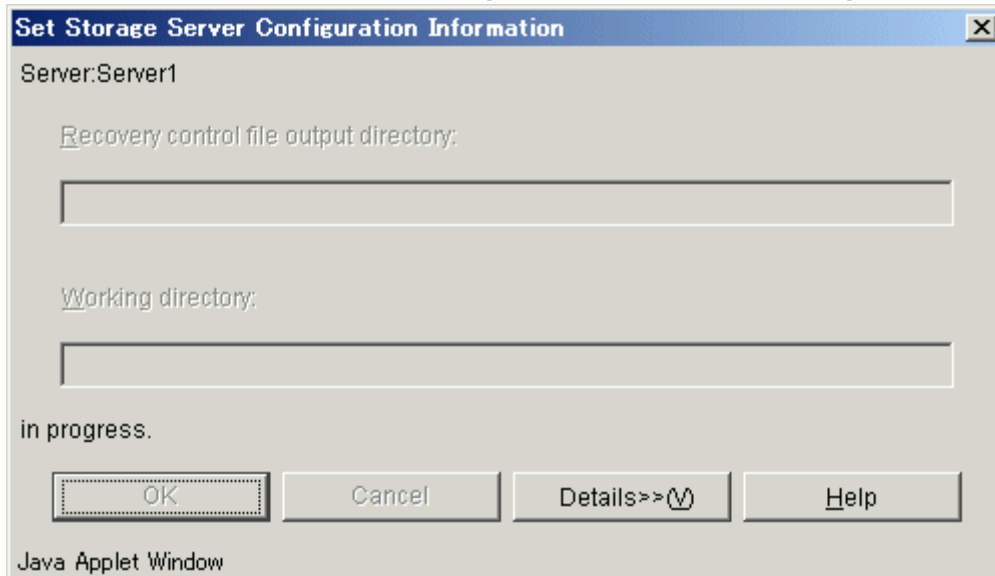 Set Storage Server Configuration Information
Server:Server1
Recovery control file output directory:
Working directory:
in progress.
OK Cancel Details>>(V) Help
Java Applet Window